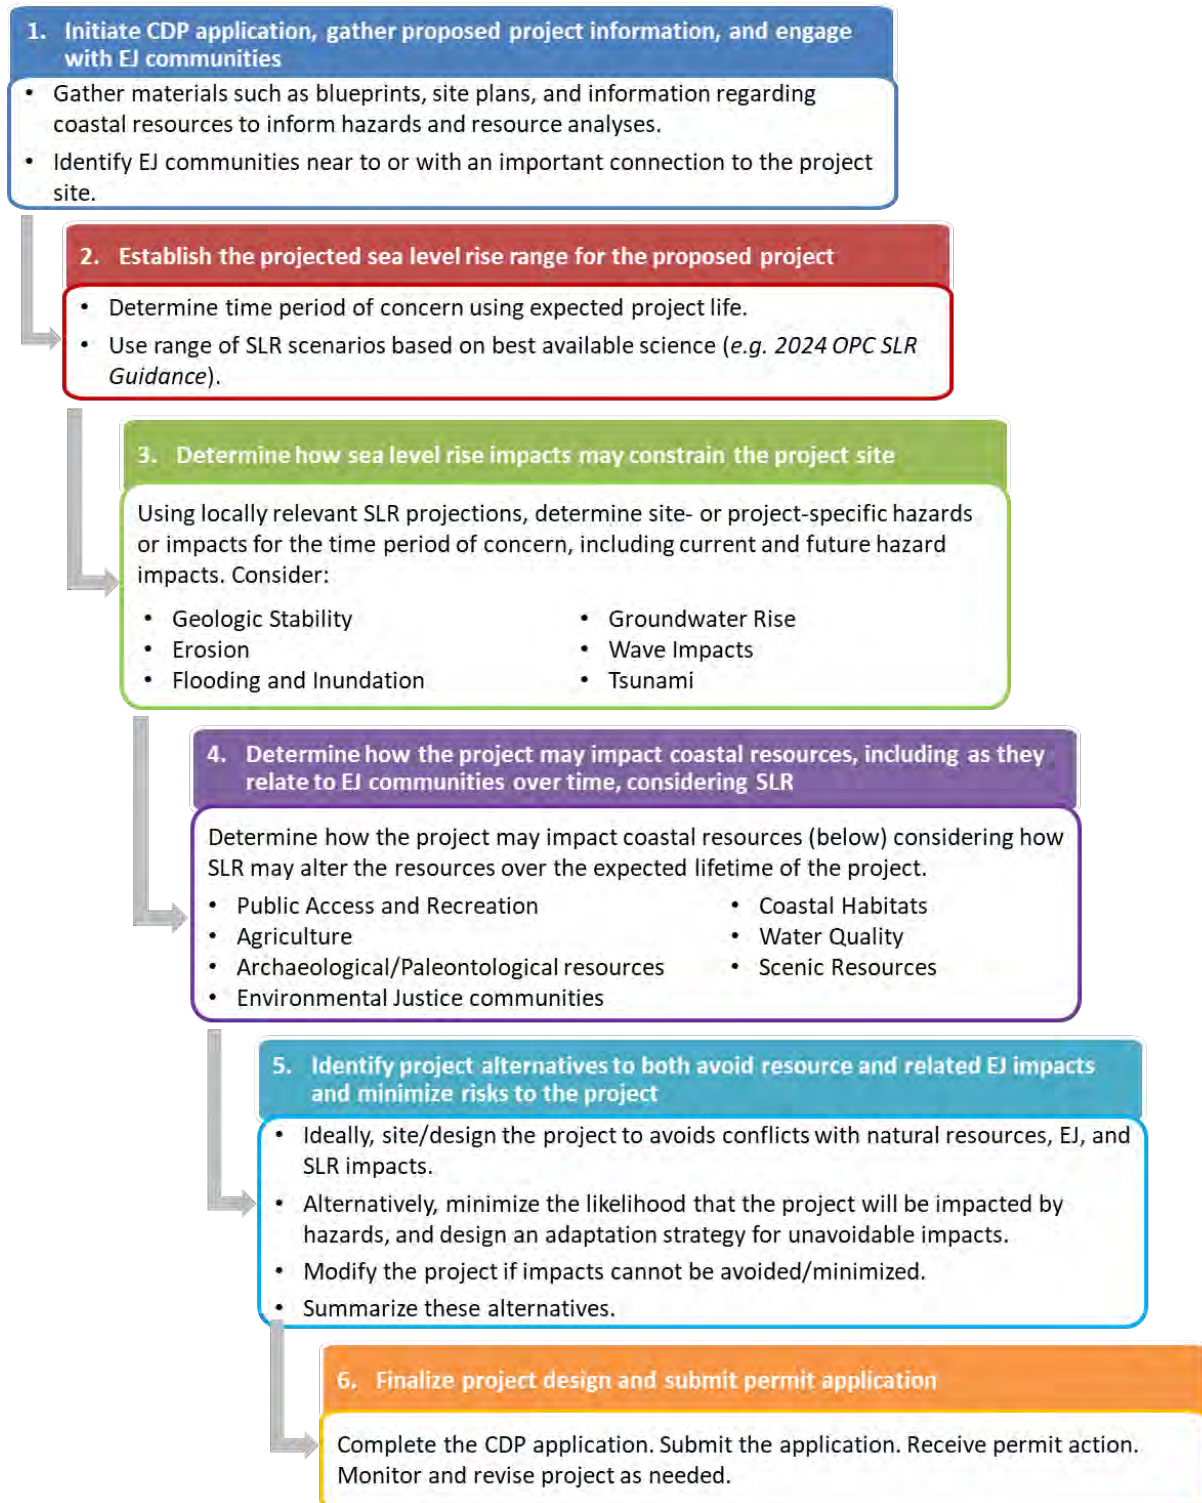 1. Initiate CDP application, gather proposed project information, and engage
with EJ communities
• Gather materials such as blueprints, site plans, and information regarding
coastal resources to inform hazards and resource analyses.
• Identify EJ communities near to or with an important connection to the project
site.
2. Establish the projected sea level rise range for the proposed project
• Determine time period of concern using expected project life.
• Use range of SLR scenarios based on best available science (e.g. 2024 OPC SLR
Guidance).
3. Determine how sea level rise impacts may constrain the project site
Using locally relevant SLR projections, determine site- or project-specific hazards
or impacts for the time period of concern, including current and future hazard
impacts. Consider:
• Geologic Stability
• Erosion
• Flooding and Inundation
• Groundwater Rise
• Wave Impacts
• Tsunami
4. Determine how the project may impact coastal resources, including as they
relate to EJ communities over time, considering SLR
Determine how the project may impact coastal resources (below) considering how
SLR may alter the resources over the expected lifetime of the project.
• Public Access and Recreation
• Agriculture
• Archaeological/Paleontological resources
• Environmental Justice communities
• Coastal Habitats
• Water Quality
• Scenic Resources
5. Identify project alternatives to both avoid resource and related EJ impacts
and minimize risks to the project
• Ideally, site/design the project to avoids conflicts with natural resources, EJ, and
SLR impacts.
• Alternatively, minimize the likelihood that the project will be impacted by
hazards, and design an adaptation strategy for unavoidable impacts.
• Modify the project if impacts cannot be avoided/minimized.
• Summarize these alternatives.
6. Finalize project design and submit permit application
Complete the CDP application. Submit the application. Receive permit action.
Monitor and revise project as needed.